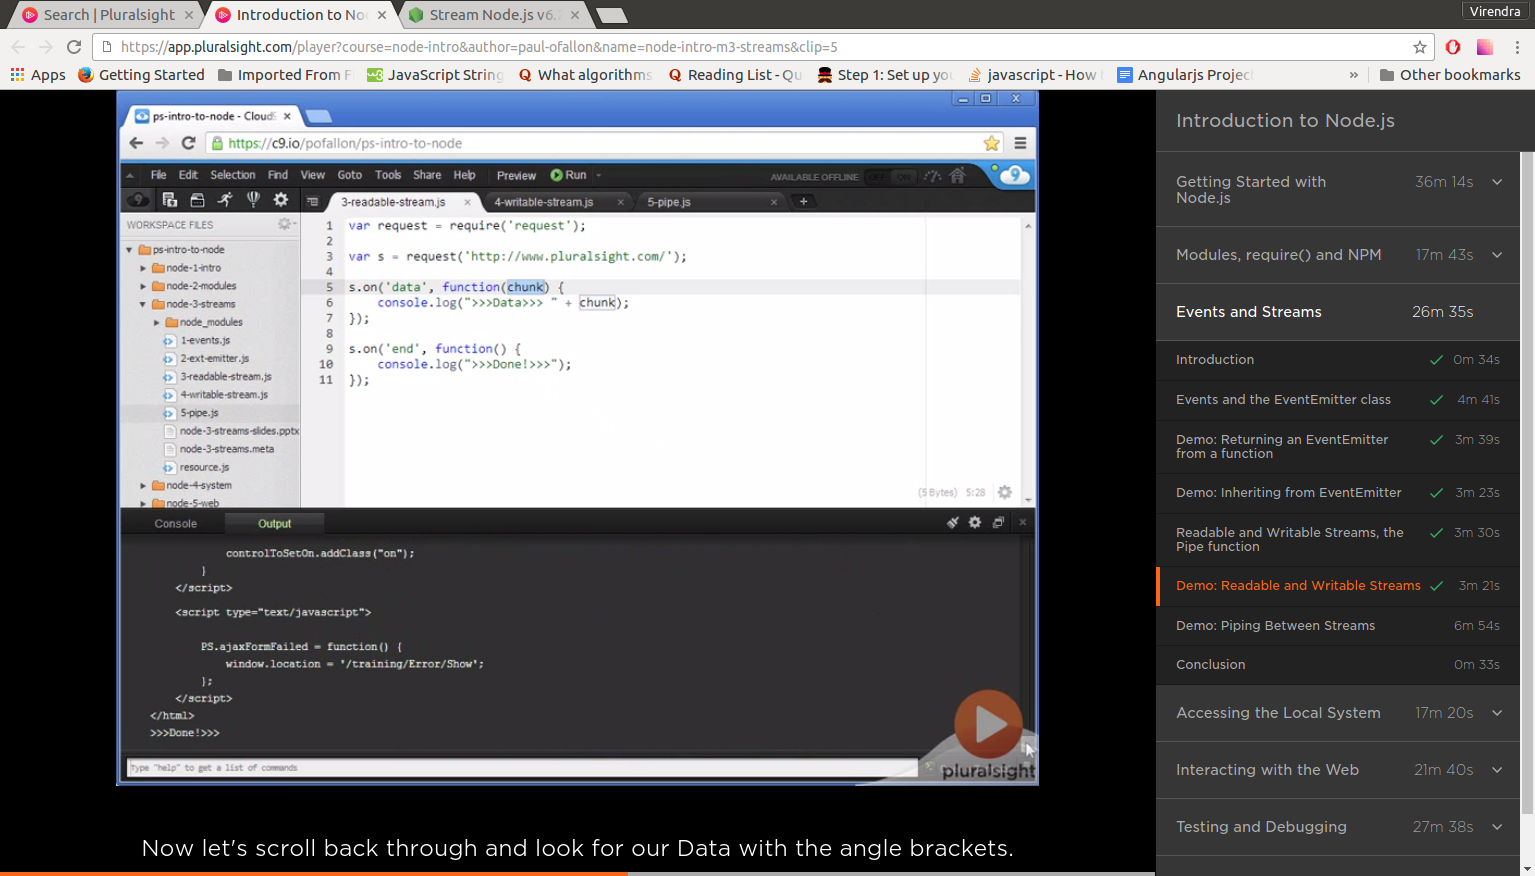 Search | Pluralsight
Introduction to No
Stream Node.js v6.
Virendra
https://app.pluralsight.com/player?course=node-intro&author=paul-ofallon&name=node-intro-m3-streams&clip=5
Apps
Getting Started
Imported From F
JavaScript String
What algorithms
Reading List - Qu
Step 1: Set up yo
javascript - How
Angularjs Projec
»
Other bookmarks
ps-intro-to-node - Cloud9
https://c9.io/pofallon/ps-intro-to-node
File Edit Selection Find View Goto Tools Share Help Preview Run
AVAILABLE OFFLINE OFF ON
3-readable-stream.js
4-writable-stream.js
5-pipe.js
WORKSPACE FILES
ps-intro-to-node
node-1-intro
node-2-modules
node-3-streams
node_modules
1-events.js
2-ext-emitter.js
3-readable-stream.js
4-writable-stream.js
5-pipe.js
node-3-streams-slides.pptx
node-3-streams.meta
resource.js
node-4-system
node-5-web
1 var request = require('request');
2
3 var s = request('http://www.pluralsight.com/');
4
5 s.on('data', function(chunk) {
6 console.log(">>>Data>>> " + chunk);
7 });
8
9 s.on('end', function() {
10 console.log(">>>Done!>>>");
11 });
(5 Bytes) 5:28
Console
Output
controlToSetOn.addClass("on");
}
</script>
<script type="text/javascript">
PS.ajaxFormFailed = function() {
window.location = '/training/Error/Show';
};
</script>
</html>
>>>Done!>>>
Type "help" to get a list of commands
pluralsight
Now let's scroll back through and look for our Data with the angle brackets.
Introduction to Node.js
Getting Started with
Node.js
36m 14s
Modules, require() and NPM 17m 43s
Events and Streams 26m 35s
Introduction 0m 34s
Events and the EventEmitter class 4m 41s
Demo: Returning an EventEmitter
from a function
3m 39s
Demo: Inheriting from EventEmitter 3m 23s
Readable and Writable Streams, the
Pipe function
3m 30s
Demo: Readable and Writable Streams 3m 21s
Demo: Piping Between Streams 6m 54s
Conclusion 0m 33s
Accessing the Local System 17m 20s
Interacting with the Web 21m 40s
Testing and Debugging 27m 38s